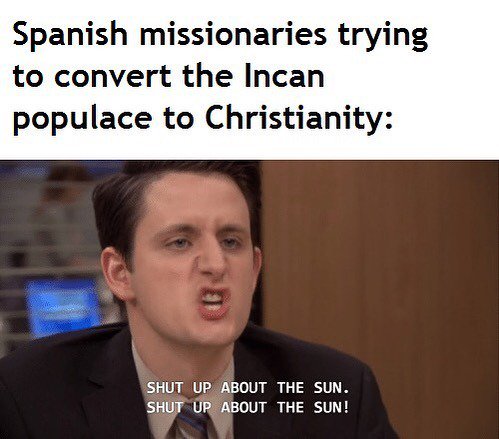 Spanish missionaries trying
to convert the Incan
populace to Christianity:
SHUT UP ABOUT THE SUN.
SHUT UP ABOUT THE SUN!